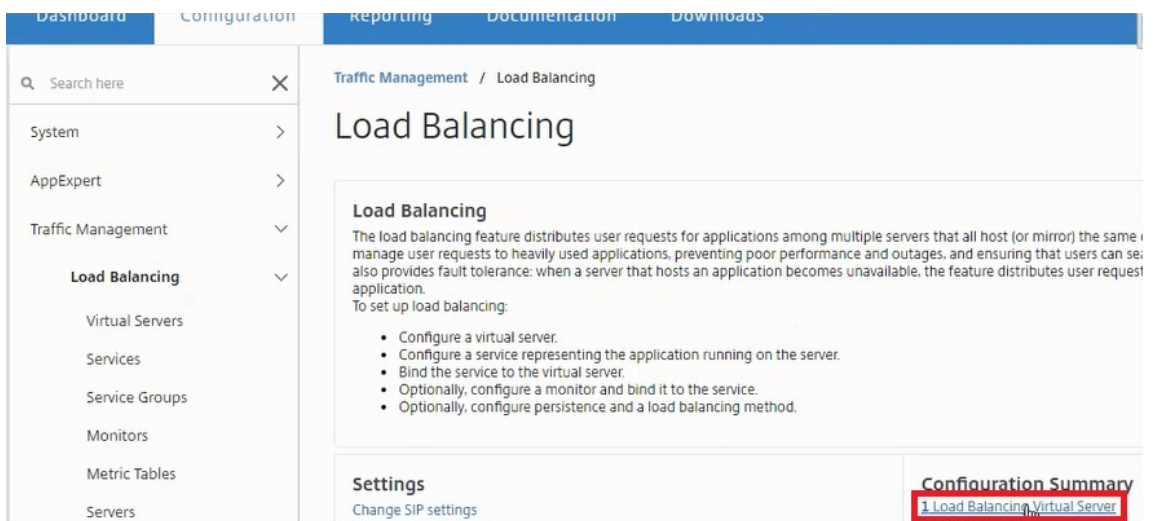 Dashboard Configuration Reporting Documentation Downloads
Search here
System
AppExpert
Traffic Management
Load Balancing
Virtual Servers
Services
Service Groups
Monitors
Metric Tables
Servers
Traffic Management / Load Balancing
Load Balancing
Load Balancing
The load balancing feature distributes user requests for applications among multiple servers that all host (or mirror) the same
manage user requests to heavily used applications, preventing poor performance and outages, and ensuring that users can
also provides fault tolerance: when a server that hosts an application becomes unavailable, the feature distributes user request
application.
To set up load balancing:
• Configure a virtual server.
• Configure a service representing the application running on the server.
• Bind the service to the virtual server.
• Optionally, configure a monitor and bind it to the service.
• Optionally, configure persistence and a load balancing method.
Settings
Change SIP settings
Configuration Summary
1 Load Balancing Virtual Server